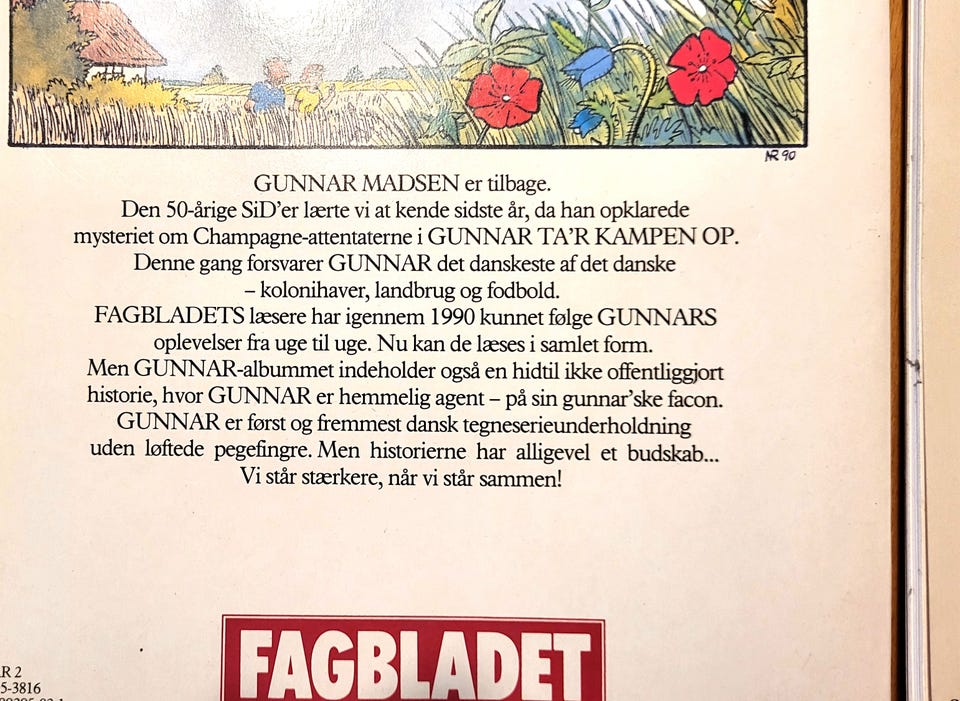 NR 90
GUNNAR MADSEN er tilbage.
Den 50-årige SiD'er lærte vi at kende sidste år, da han opklarede
mysteriet om Champagne-attentaterne i GUNNAR TA'R KAMPEN OP.
Denne gang forsvarer GUNNAR det danskeste af det danske
– kolonihaver, landbrug og fodbold.
FAGBLADETS læsere har igennem 1990 kunnet følge GUNNARS
oplevelser fra uge til uge. Nu kan de læses i samlet form.
Men GUNNAR-albummet indeholder også en hidtil ikke offentliggjort
historie, hvor GUNNAR er hemmelig agent – på sin gunnar'ske facon.
GUNNAR er først og fremmest dansk tegneserieunderholdning
uden løftede pegefingre. Men historierne har alligevel et budskab...
Vi står stærkere, når vi står sammen!
FAGBLADET
R 2
5-3816